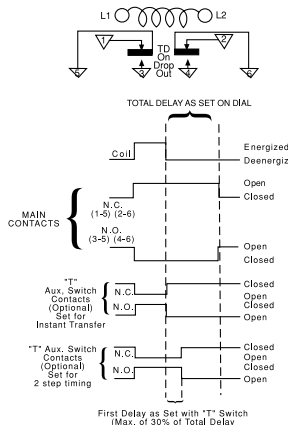 L1 L2
1 2
TD
On
Drop
Out
5 3 4 6
TOTAL DELAY AS SET ON DIAL
Coil
Energized
Deenergiz
MAIN
CONTACTS
N.C.
(1-5) (2-6)
Open
Closed
N.O.
(3-5) (4-6)
Open
Closed
"T"
Aux. Switch
Contacts
(Optional)
Set for
Instant Transfer
N.C.
N.O.
Closed
Open
Closed
Open
"T" Aux. Switch
Contacts
(Optional)
Set for
2 step timing
N.C.
N.O.
Closed
Open
Closed
Open
First Delay as Set with "T" Switch
(Max. of 30% of Total Delay